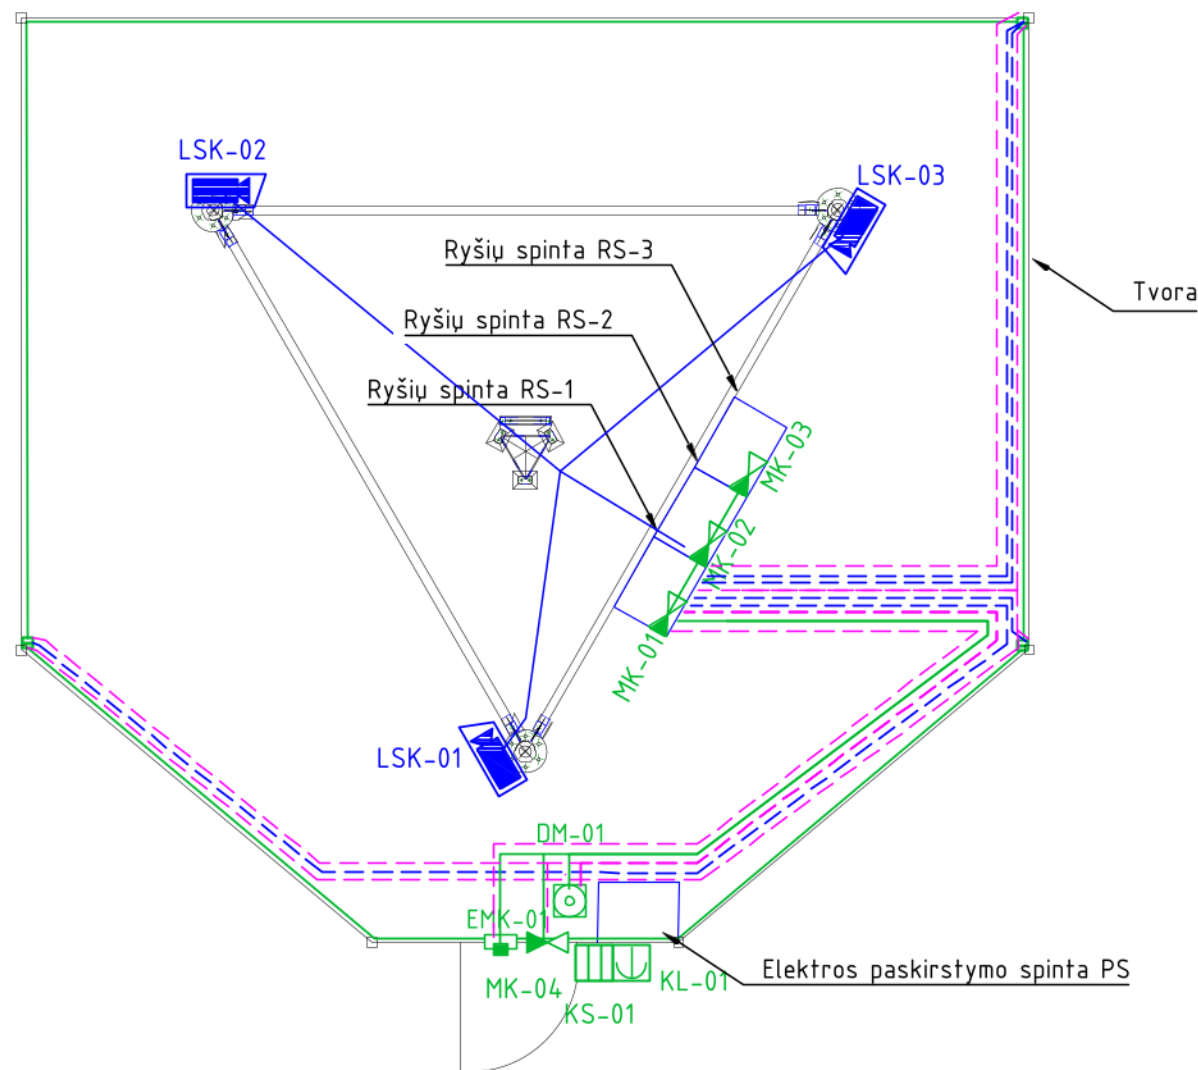 LSK-02
LSK-03
Ryšių spinta RS-3
Tvora
Ryšių spinta RS-2
Ryšių spinta RS-1
MK-03
MK-02
MK-01
LSK-01
DM-01
EMK-01
Elektros paskirstymo spinta PS
KL-01
MK-04
KS-01